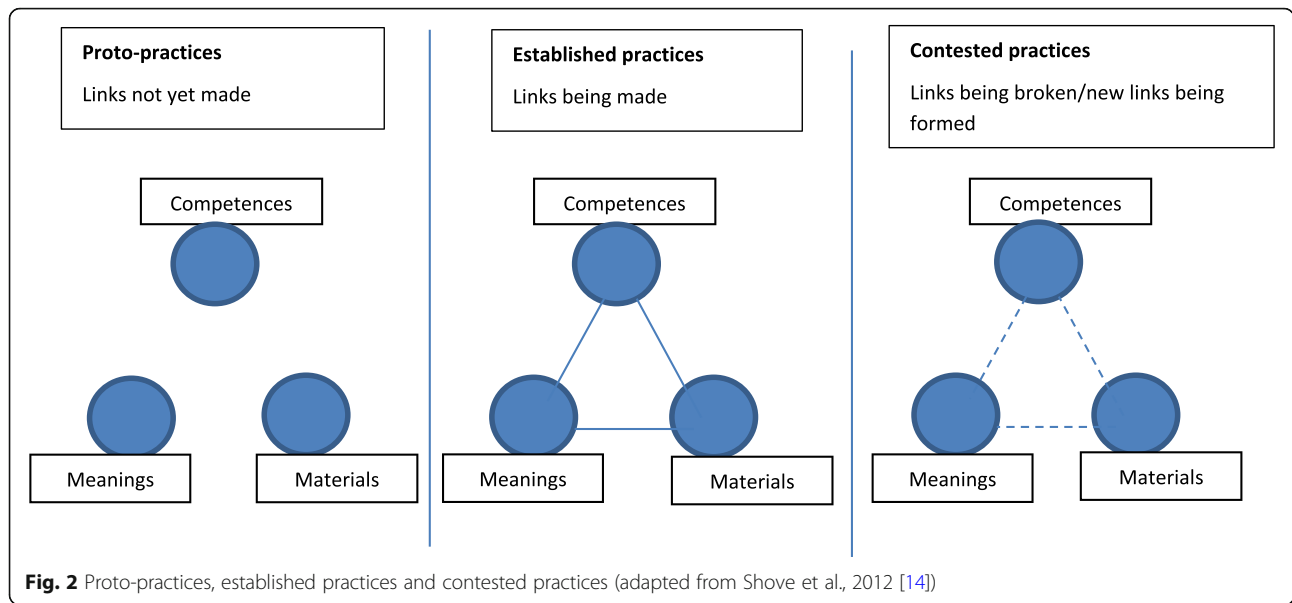 Proto-practices
Links not yet made
Competences
Meanings
Materials
Established practices
Links being made
Competences
Meanings
Materials
Contested practices
Links being broken/new links being
formed
Competences
Meanings
Materials
Fig. 2 Proto-practices, established practices and contested practices (adapted from Shove et al., 2012 [14])